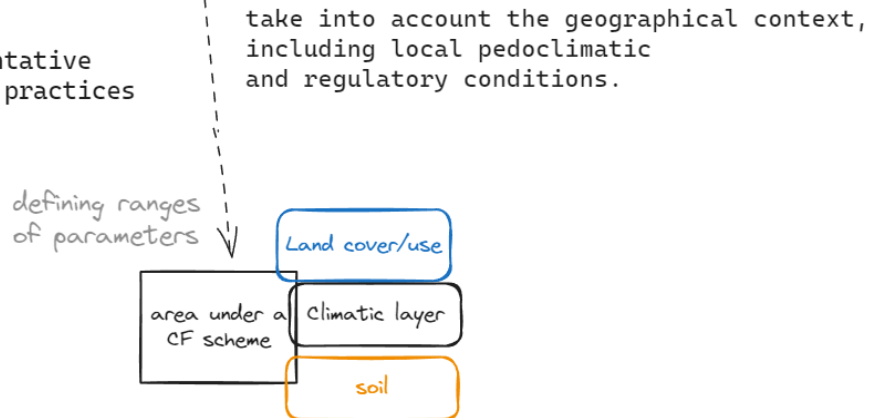 take into account the geographical context,
including local pedoclimatic
and regulatory conditions.
practices
defining ranges
of parameters
Land cover/use
area under a
CF scheme
Climatic layer
soil